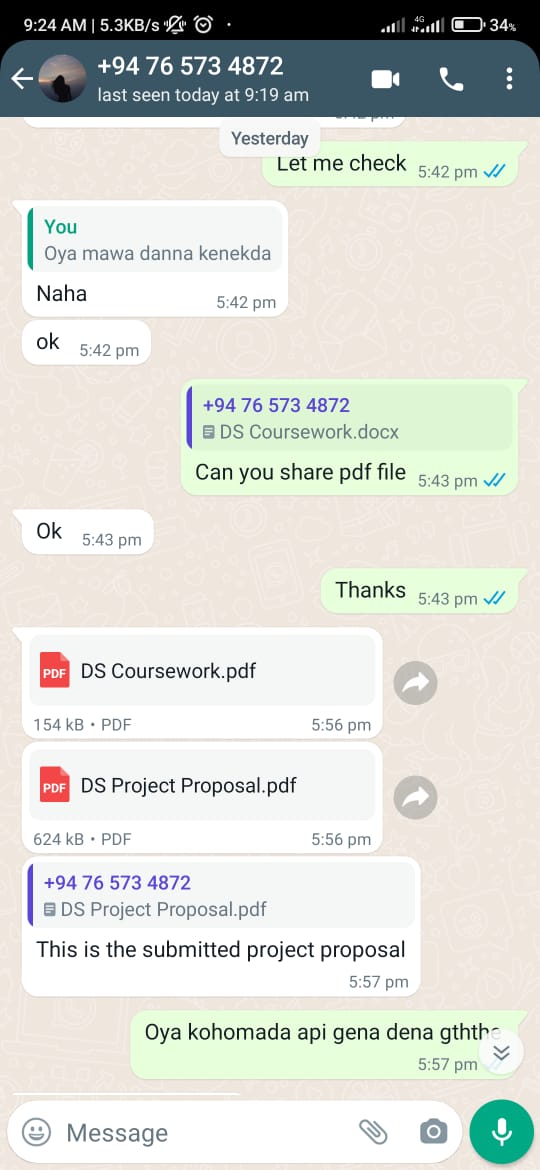 9:24 AM | 5.3KB/s
4G
34%
+94 76 573 4872
last seen today at 9:19 am
Yesterday
Let me check 5:42 pm
You
Oya mawa danna kenekda
Naha 5:42 pm
ok 5:42 pm
+94 76 573 4872
DS Coursework.docx
Can you share pdf file 5:43 pm
Ok 5:43 pm
Thanks 5:43 pm
PDF DS Coursework.pdf
154 kB • PDF 5:56 pm
PDF DS Project Proposal.pdf
624 kB • PDF 5:56 pm
+94 76 573 4872
DS Project Proposal.pdf
This is the submitted project proposal
5:57 pm
Oya kohomada api gena dena gththe
5:57 pm
Message